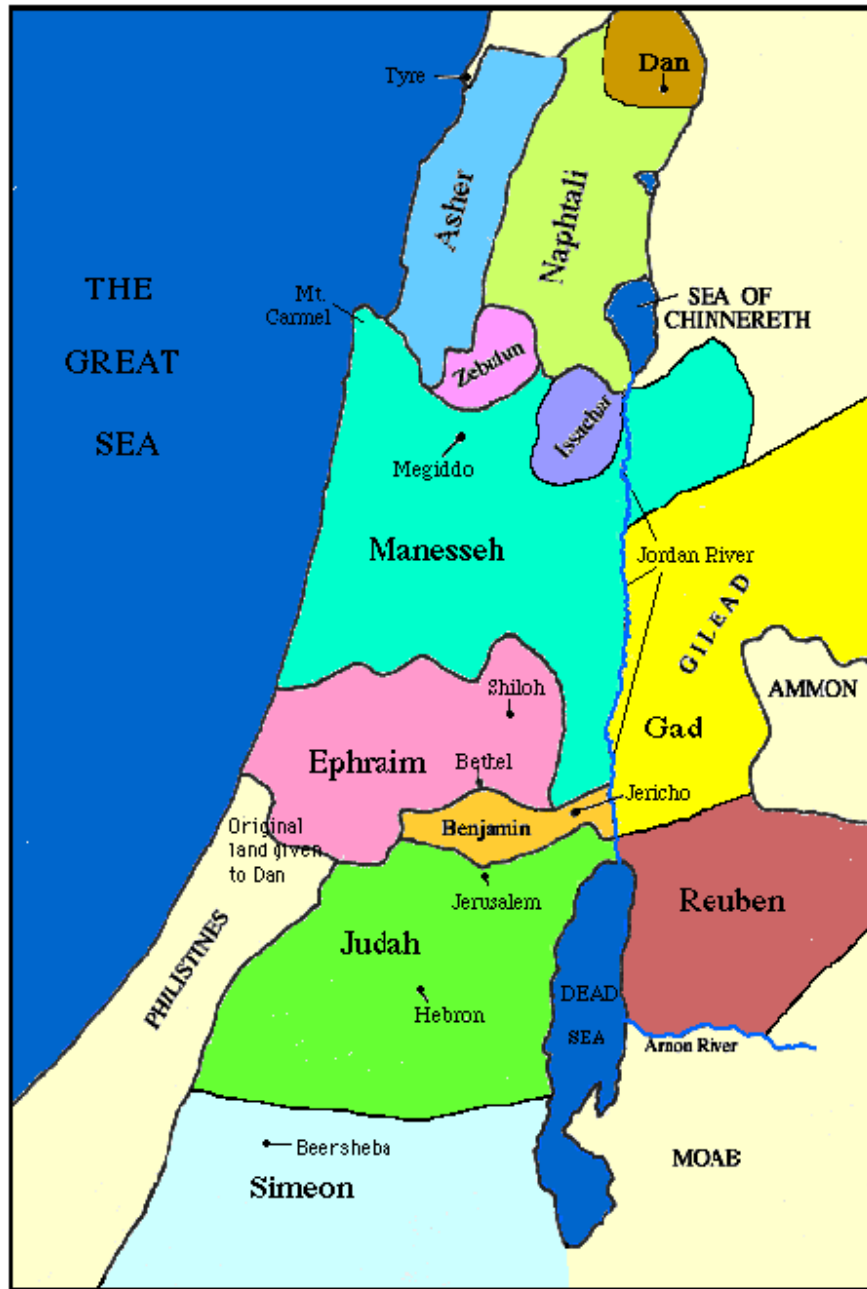 Dan
Tyre
Asher
Naphtali
THE
GREAT
SEA
Mt.
Carmel
SEA OF
CHINNERETH
Zebulun
Issachar
Megiddo
Manesseh
Jordan River
GILEAD
Shiloh
AMMON
Gad
Ephraim
Bethel
Jericho
Original
land given
to Dan
Benjamin
Jerusalem
Reuben
Judah
PHILISTINES
Hebron
DEAD
SEA
Arnon River
Beersheba
MOAB
Simeon